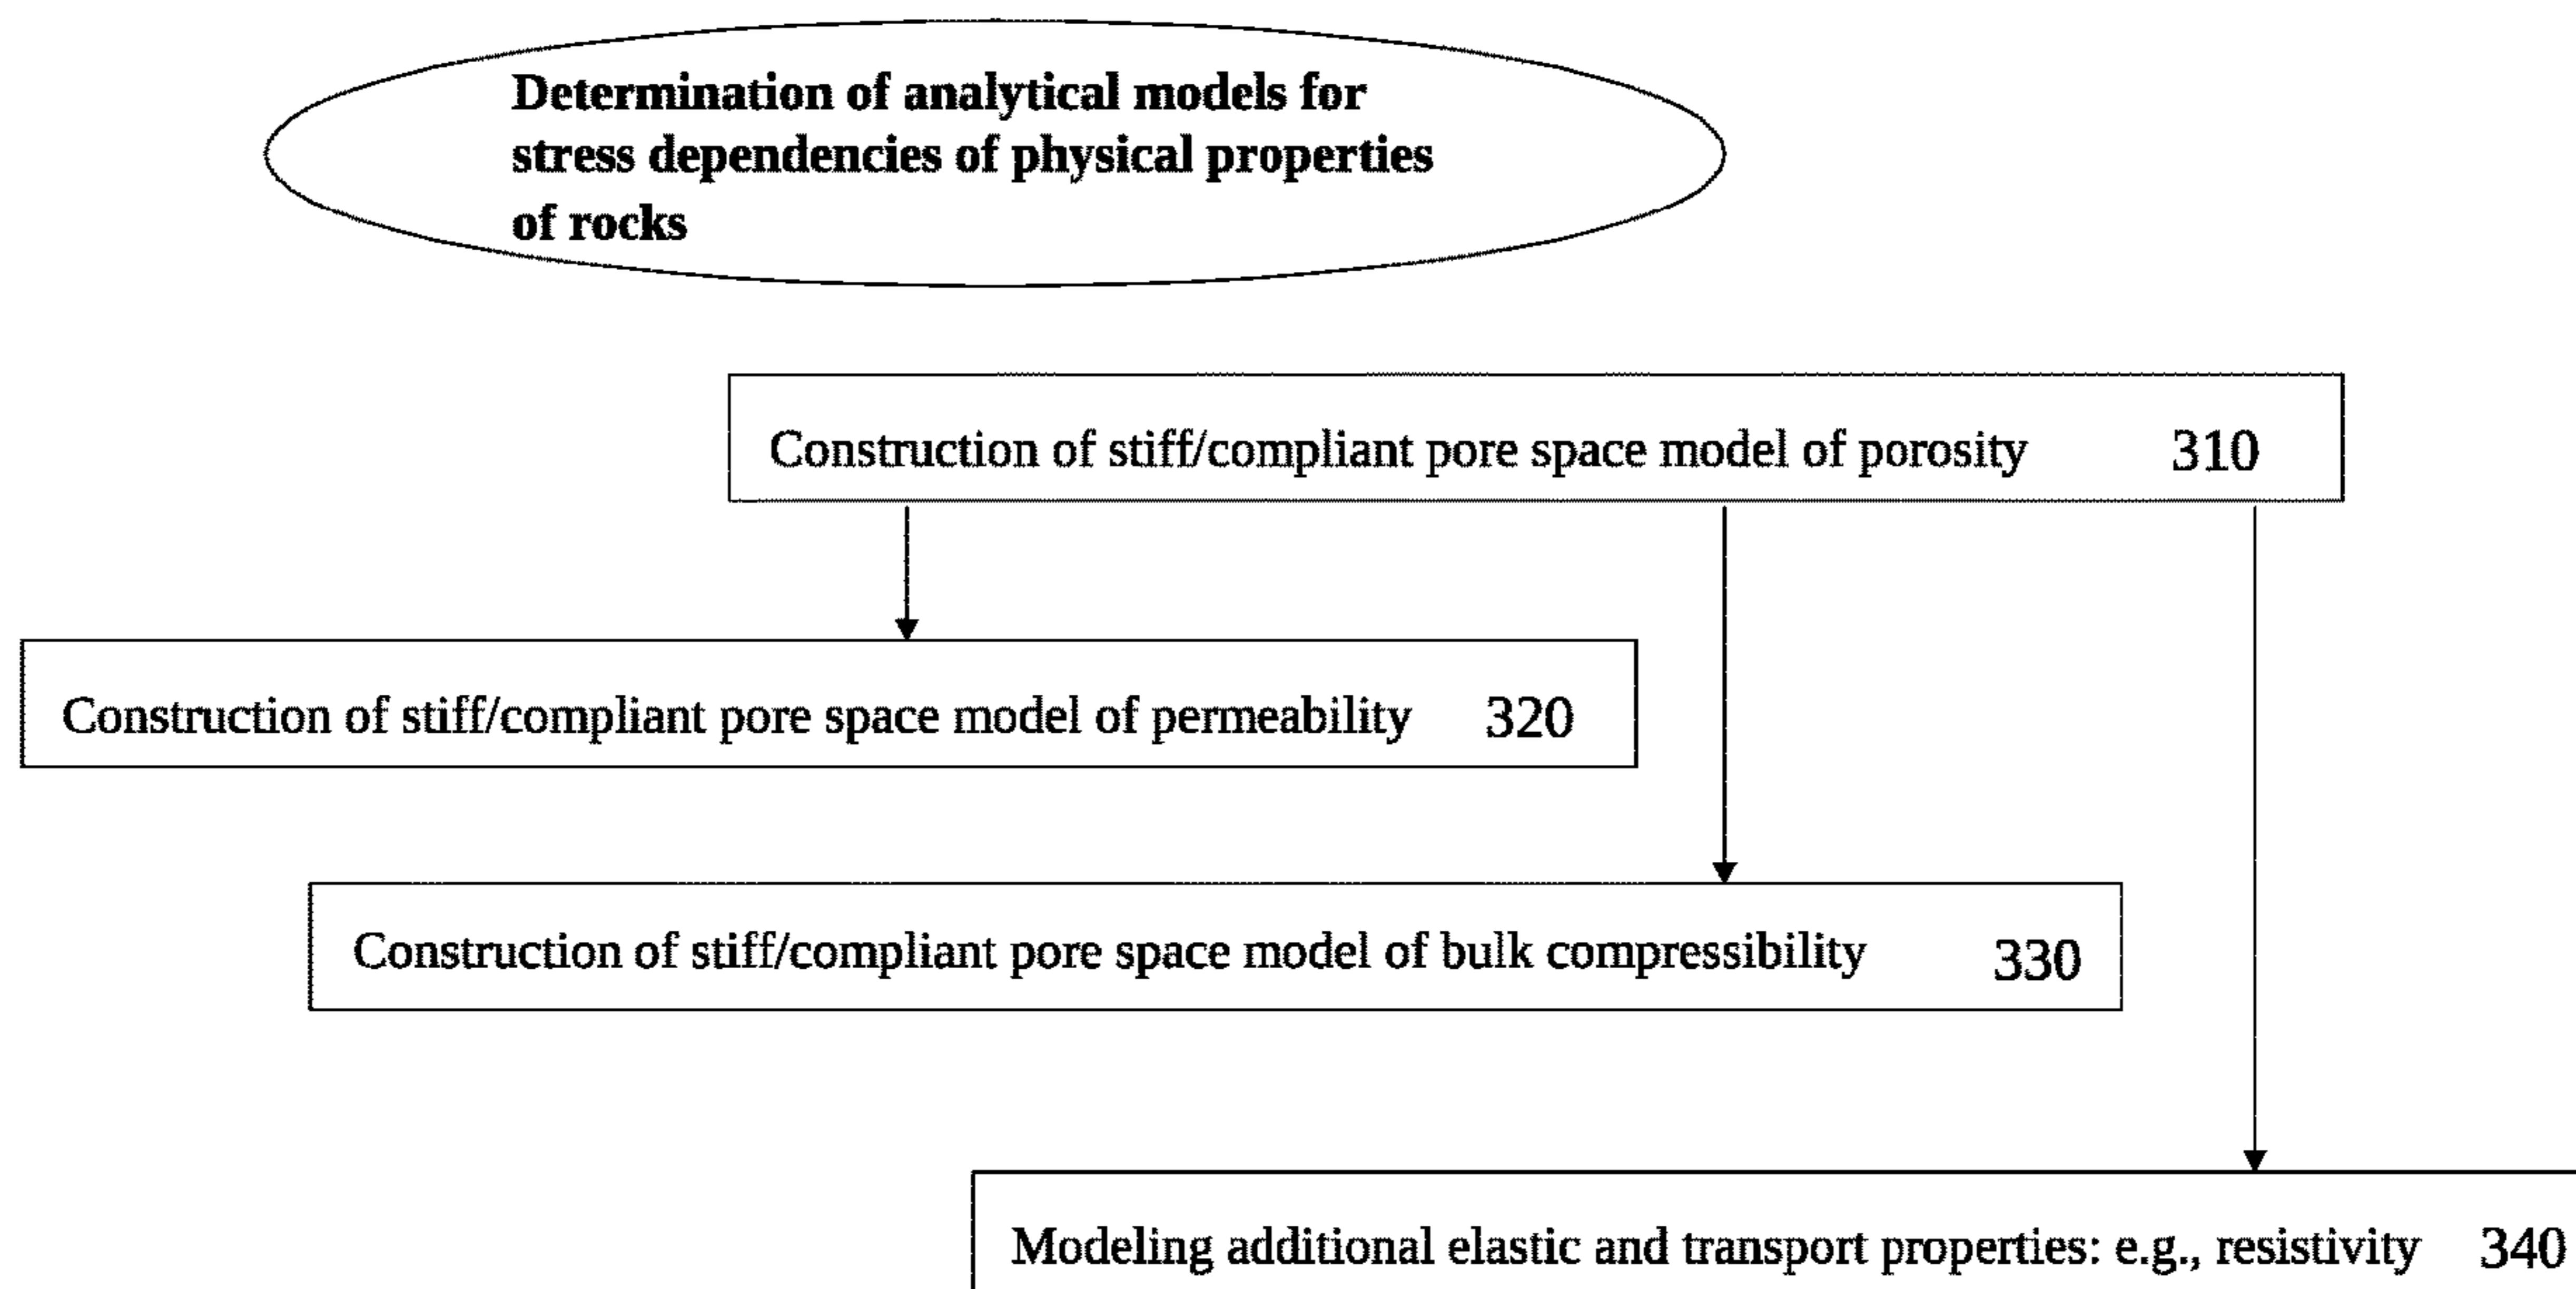 Determination of analytical models for
stress dependencies of physical properties
of rocks
Construction of stiff/compliant pore space model of porosity 310
Construction of stiff/compliant pore space model of permeability 320
Construction of stiff/compliant pore space model of bulk compressibility 330
Modeling additional elastic and transport properties: e.g., resistivity 340